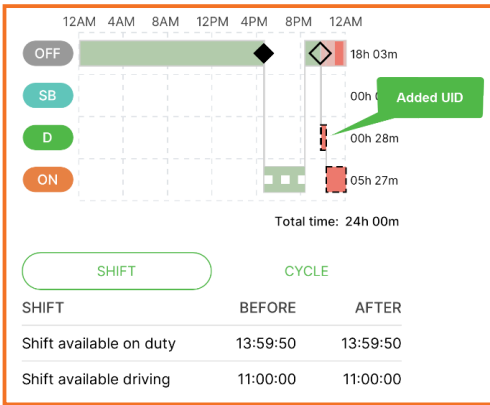 12AM 4AM 8AM 12PM 4PM 8PM 12AM
OFF 18h 03m
SB 00h
Added UID
D 00h 28m
ON 05h 27m
Total time: 24h 00m
SHIFT CYCLE
SHIFT BEFORE AFTER
Shift available on duty 13:59:50 13:59:50
Shift available driving 11:00:00 11:00:00